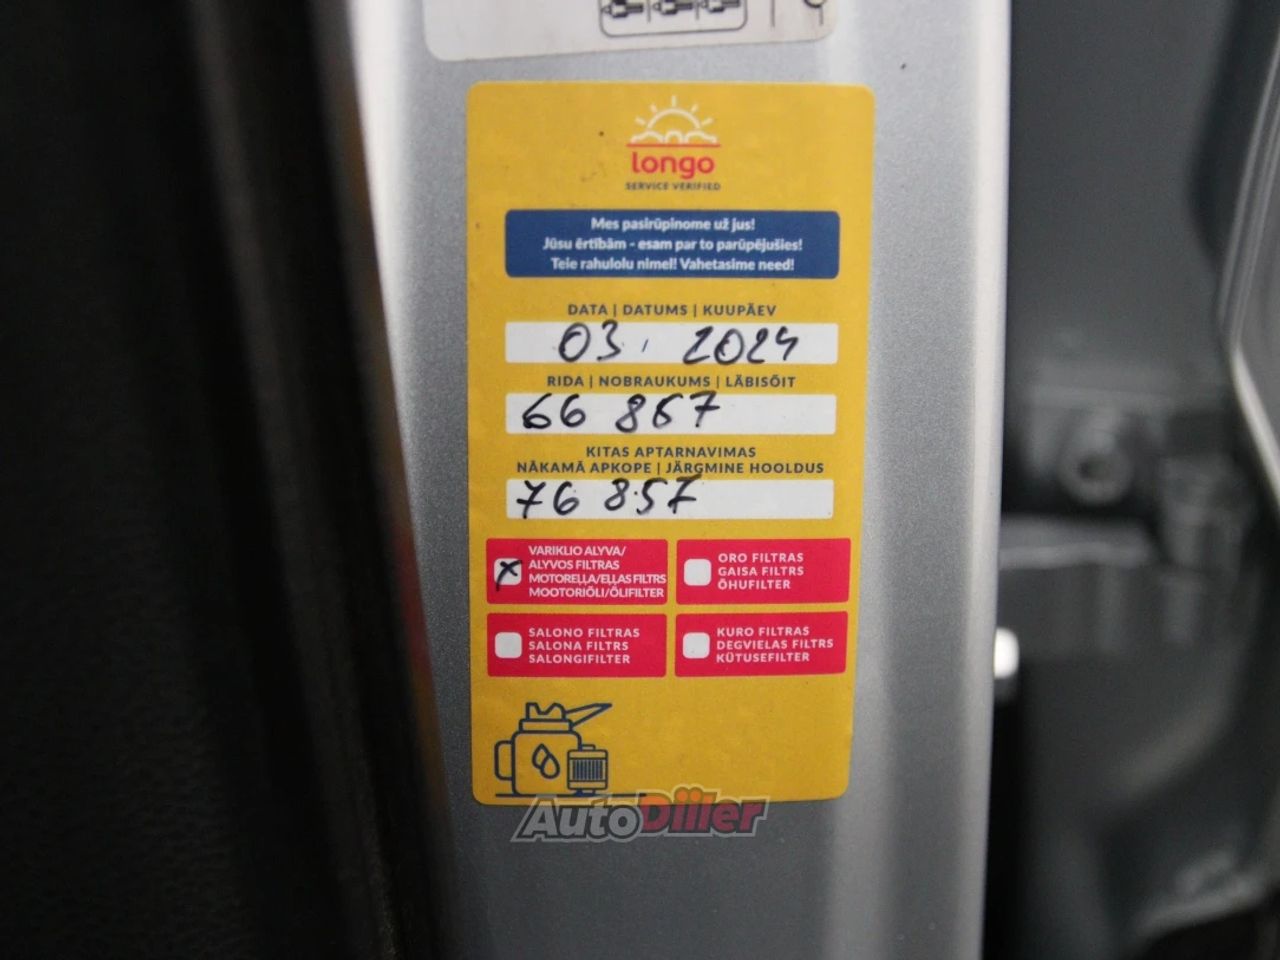 longo
SERVICE VERIFIED
Mes pasirūpinome už jus!
Jūsu ērtībām - esam par to parūpējušies!
Teie rahulolu nimel! Vahetasime need!
DATA | DATUMS | KUUPÄEV
03. 2024
RIDA | NOBRAUKUMS | LÄBISÕIT
66 867
KITAS APTARNAVIMAS
NĀKAMĀ APKOPE | JÄRGMINE HOOLDUS
76 857
X
VARIKLIO ALYVA/
ALYVOS FILTRAS
MOTOREĻĻA/EĻĻAS FILTRS
MOOTORIÕLI/ÕLIFILTER
ORO FILTRAS
GAISA FILTRS
ÕHUFILTER
SALONO FILTRAS
SALONA FILTRS
SALONGIFILTER
KURO FILTRAS
DEGVIELAS FILTRS
KÜTUSEFILTER
AutoDiler